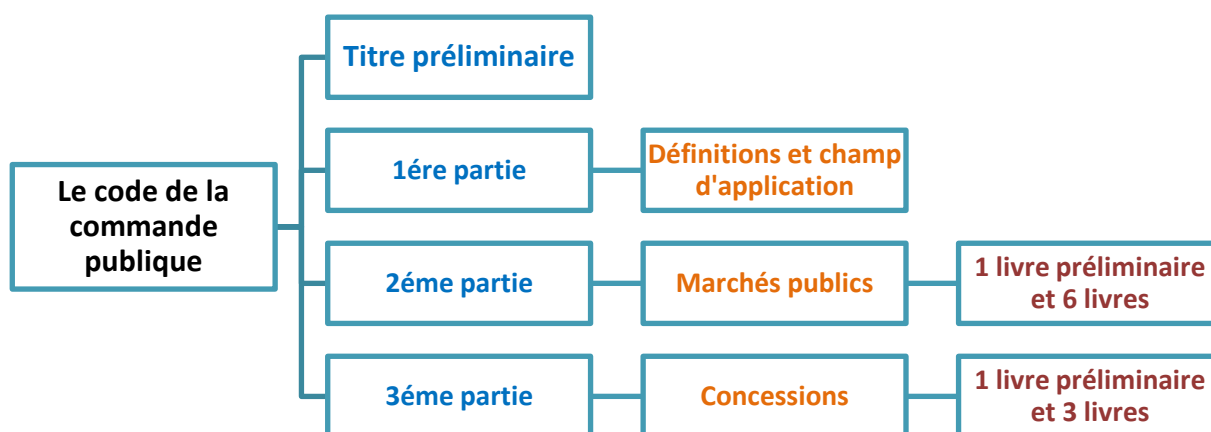 Titre préliminaire
1ére partie
Définitions et champ
d'application
Le code de la
commande
publique
2éme partie
Marchés publics
1 livre préliminaire
et 6 livres
3éme partie
Concessions
1 livre préliminaire
et 3 livres